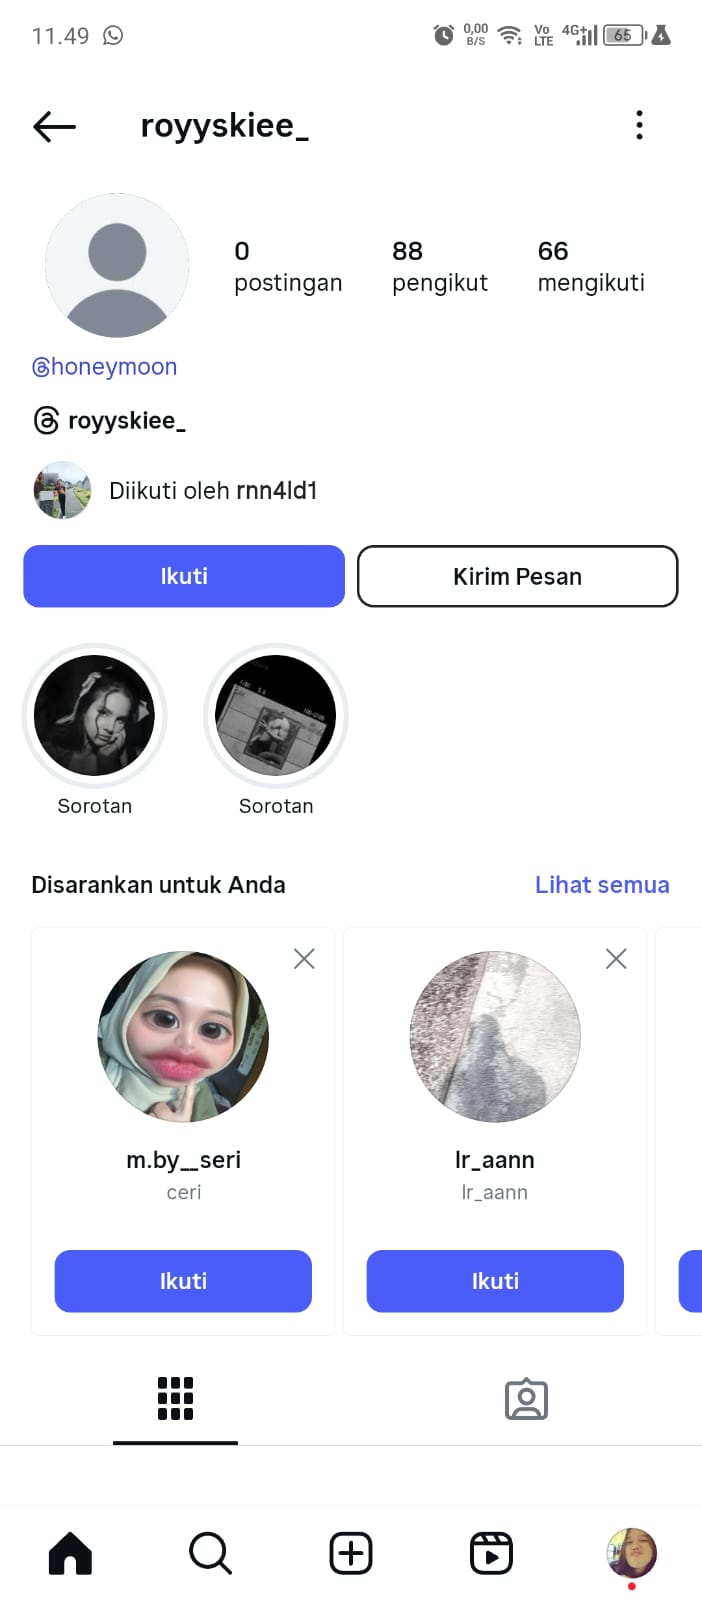 11.49
0,00
B/S
Vo
LTE
4G+
65
royyskiee_
0 88 66
postingan pengikut mengikuti
@honeymoon
royyskiee_
Diikuti oleh rnn4ld1
Ikuti Kirim Pesan
Sorotan Sorotan
Disarankan untuk Anda Lihat semua
m.by__seri lr_aann
ceri lr_aann
Ikuti Ikuti